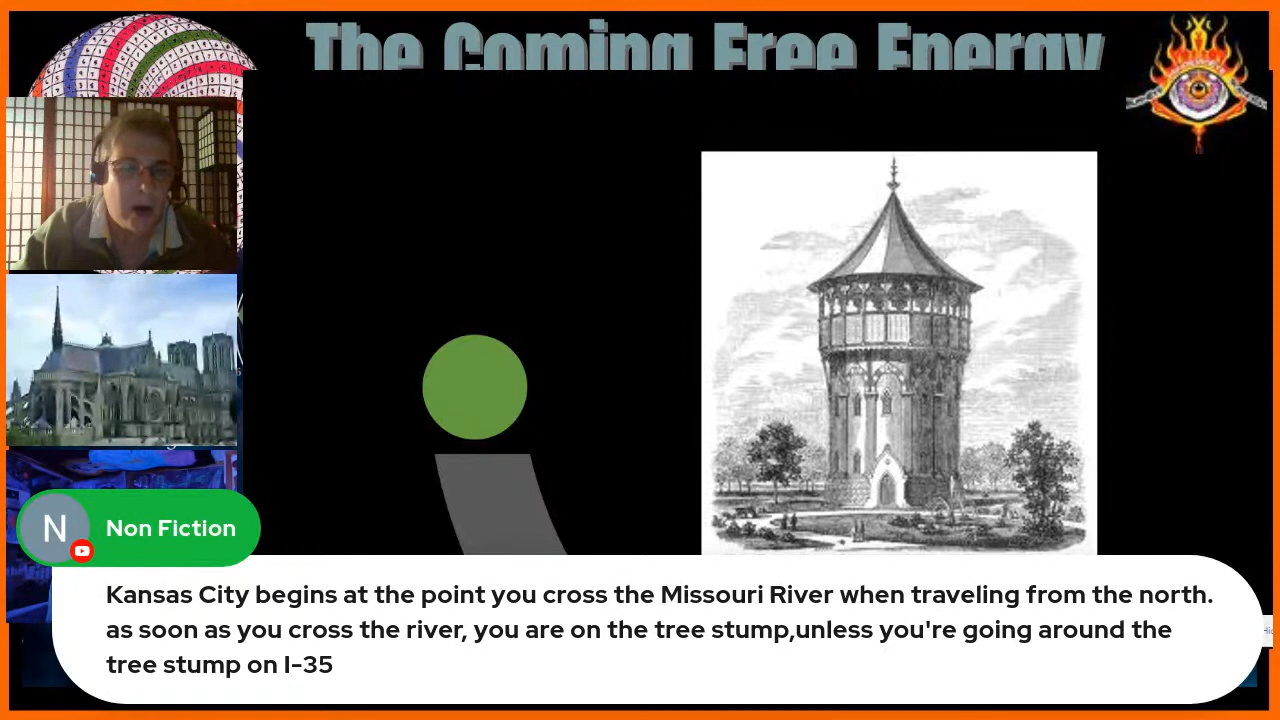 The Coming Free Energy
N
Non Fiction
Kansas City begins at the point you cross the Missouri River when traveling from the north.
as soon as you cross the river, you are on the tree stump,unless you're going around the
tree stump on I-35